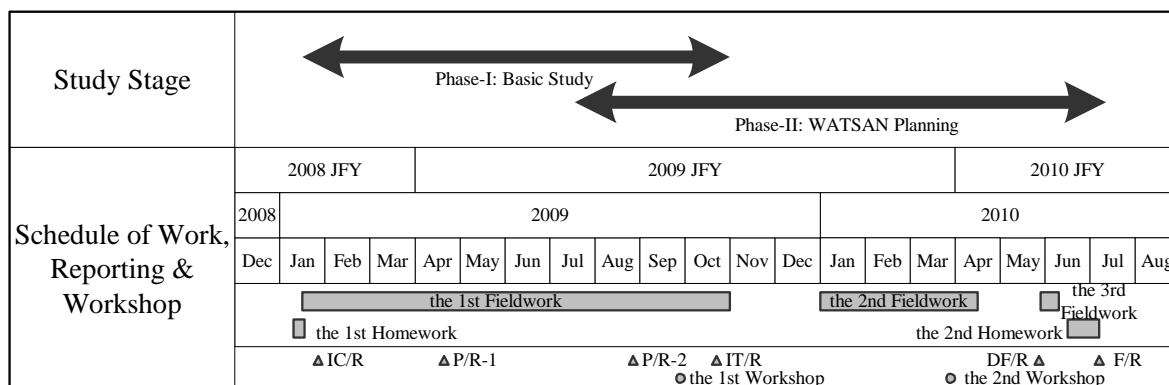 Study Stage
Phase-I: Basic Study
Phase-II: WATSAN Planning
Schedule of Work,
Reporting &
Workshop
2008 JFY 2009 JFY 2010 JFY
2008 2009 2010
Dec Jan Feb Mar Apr May Jun Jul Aug Sep Oct Nov Dec Jan Feb Mar Apr May Jun Jul Aug
the 1st Fieldwork the 2nd Fieldwork the 3rd
Fieldwork
the 1st Homework the 2nd Homework
IC/R P/R-1 P/R-2 IT/R DF/R F/R
the 1st Workshop the 2nd Workshop